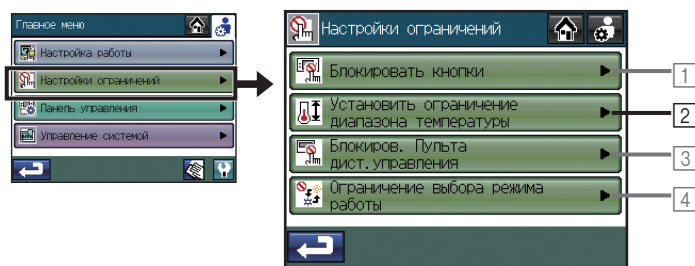 Главное меню
Настройка работы
Настройки ограничений
Панель управления
Управление системой
Настройки ограничений
Блокировать кнопки
1
Установить ограничение
диапазона температуры
2
Блокиров. Пульта
дист.управления
3
Ограничение выбора режима
работы
4